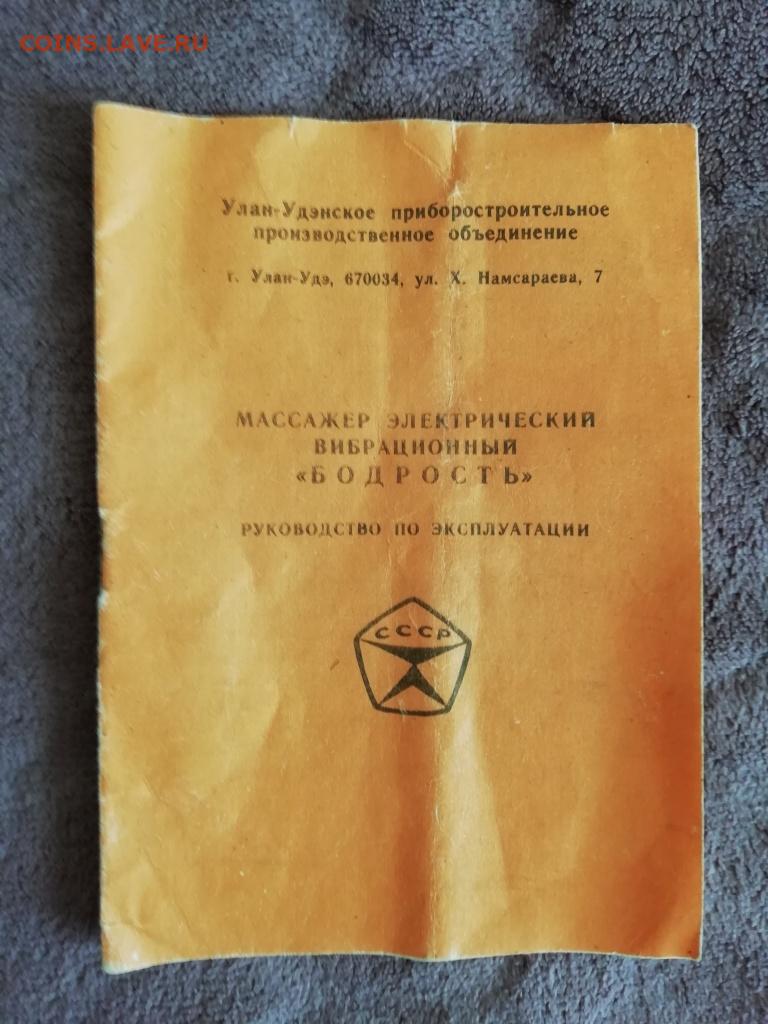 COINS.LAVE.RU
Улан-Удэнское приборостроительное
производственное объединение
г. Улан-Удэ, 670034, ул. Х. Намсараева, 7
МАССАЖЕР ЭЛЕКТРИЧЕСКИЙ
ВИБРАЦИОННЫЙ
«БОДРОСТЬ»
РУКОВОДСТВО ПО ЭКСПЛУАТАЦИИ
СССР